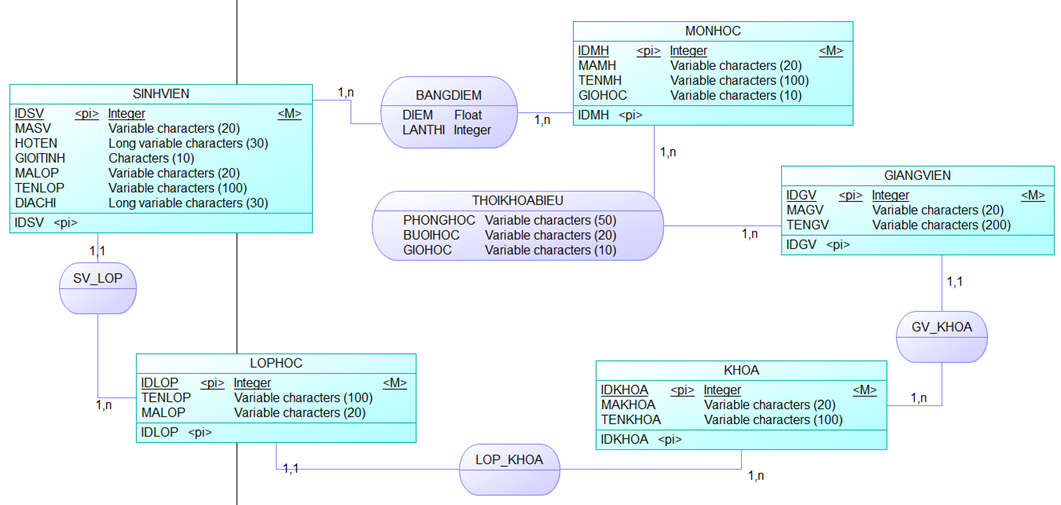 MONHOC
IDMH <pi> Integer <M>
MAMH Variable characters (20)
TENMH Variable characters (100)
GIOHOC Variable characters (10)
IDMH <pi>
SINHVIEN
IDSV <pi> Integer <M>
MASV Variable characters (20)
HOTEN Long variable characters (30)
GIOITINH Characters (10)
MALOP Variable characters (20)
TENLOP Variable characters (100)
DIACHI Long variable characters (30)
IDSV <pi>
1,n
BANGDIEM
DIEM Float
LANTHI Integer
1,n
1,n
THOIKHOABIEU
PHONGHOC Variable characters (50)
BUOIHOC Variable characters (20)
GIOHOC Variable characters (10)
1,n
GIANGVIEN
IDGV <pi> Integer <M>
MAGV Variable characters (20)
TENGV Variable characters (200)
IDGV <pi>
1,1
SV_LOP
1,n
1,1
GV_KHOA
1,n
LOPHOC
IDLOP <pi> Integer <M>
TENLOP Variable characters (100)
MALOP Variable characters (20)
IDLOP <pi>
KHOA
IDKHOA <pi> Integer <M>
MAKHOA Variable characters (20)
TENKHOA Variable characters (100)
IDKHOA <pi>
1,1
LOP_KHOA
1,n